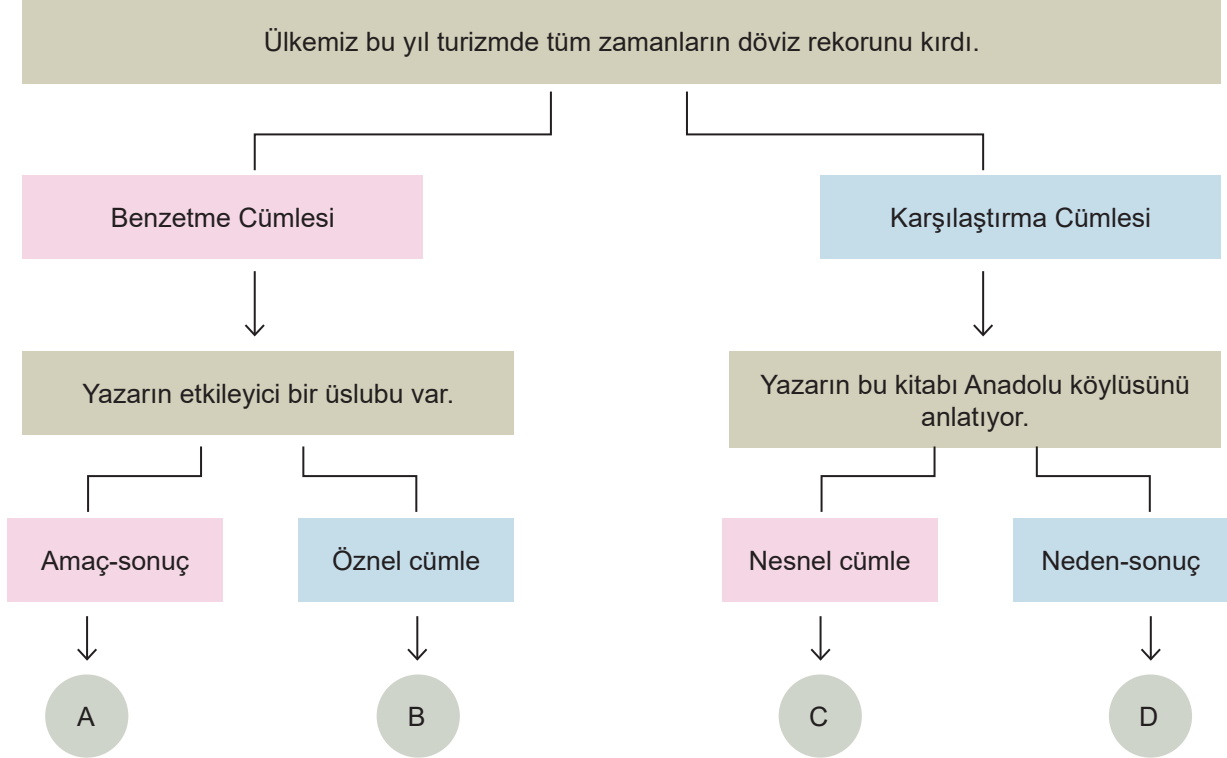 Ülkemiz bu yıl turizmde tüm zamanların döviz rekorunu kırdı.
Benzetme Cümlesi
Karşılaştırma Cümlesi
Yazarın etkileyici bir üslubu var.
Yazarın bu kitabı Anadolu köylüsünü
anlatıyor.
Amaç-sonuç
Öznel cümle
Nesnel cümle
Neden-sonuç
A
B
C
D